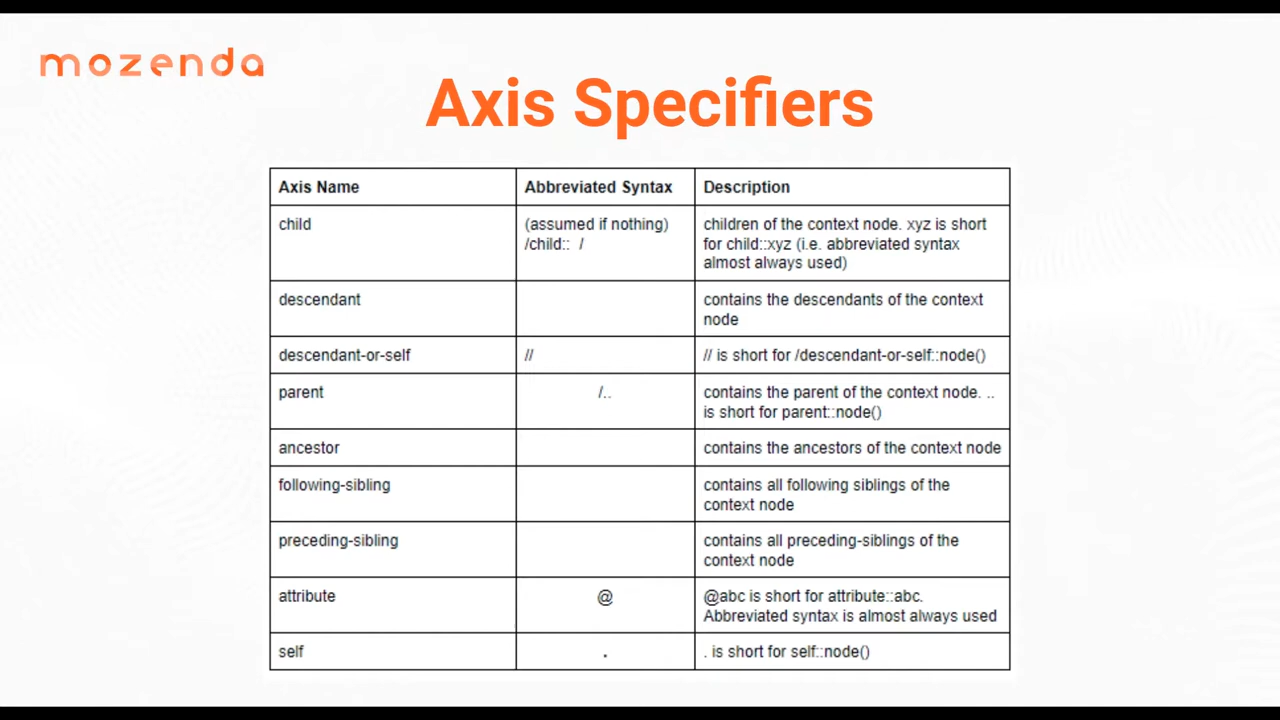 mozenda
Axis Specifiers
Axis Name Abbreviated Syntax Description
child (assumed if nothing) children of the context node. xyz is short
/child:: / for child::xyz (i.e. abbreviated syntax
almost always used)
descendant contains the descendants of the context
node
descendant-or-self // // is short for /descendant-or-self::node()
parent /.. contains the parent of the context node. ..
is short for parent::node()
ancestor contains the ancestors of the context node
following-sibling contains all following siblings of the
context node
preceding-sibling contains all preceding-siblings of the
context node
attribute @ @abc is short for attribute::abc.
Abbreviated syntax is almost always used
self . . is short for self::node()